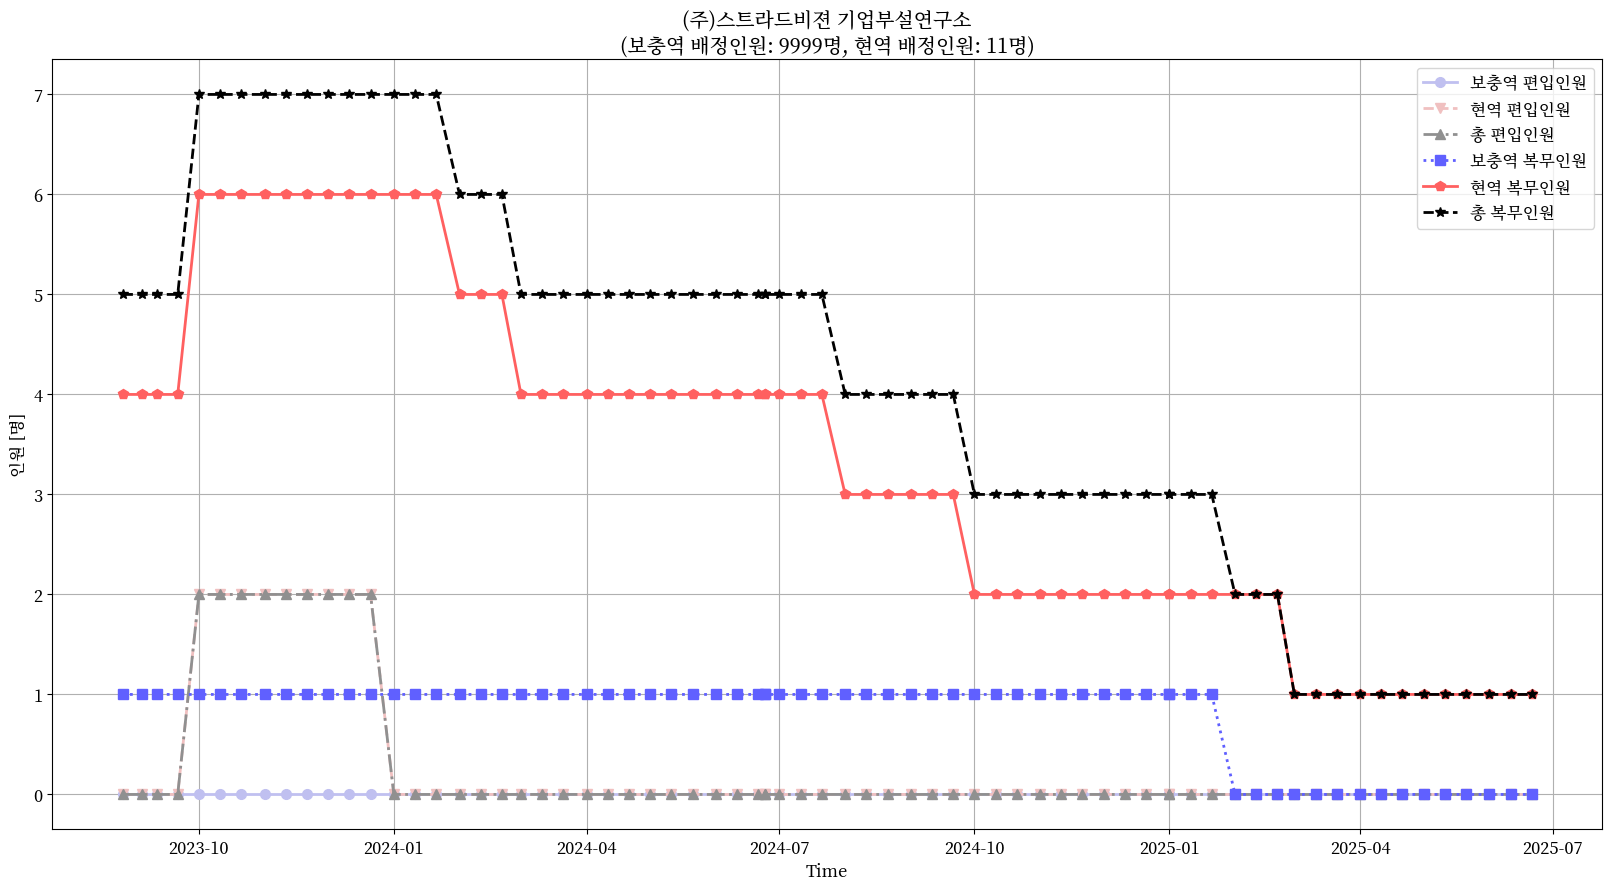 (주)스트라드비젼 기업부설연구소
(보충역 배정인원: 9999명, 현역 배정인원: 11명)
보충역 편입인원
현역 편입인원
총 편입인원
보충역 복무인원
현역 복무인원
총 복무인원
인원 [명]
7
6
5
4
3
2
1
0
2023-10
2024-01
2024-04
2024-07
2024-10
2025-01
2025-04
2025-07
Time